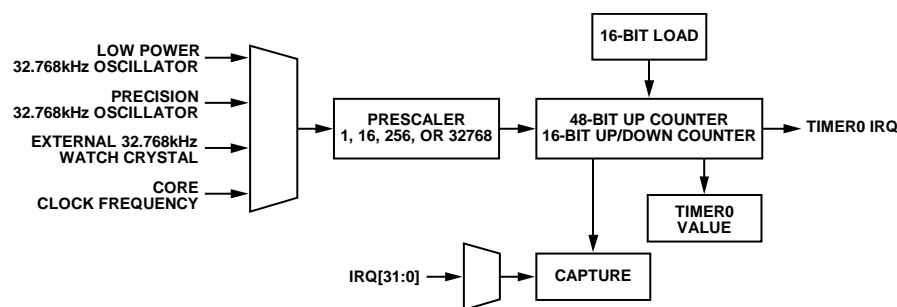 LOW POWER
32.768kHz OSCILLATOR
PRECISION
32.768kHz OSCILLATOR
EXTERNAL 32.768kHz
WATCH CRYSTAL
CORE
CLOCK FREQUENCY
PRESCALER
1, 16, 256, OR 32768
16-BIT LOAD
48-BIT UP COUNTER
16-BIT UP/DOWN COUNTER
TIMER0 IRQ
TIMER0
VALUE
IRQ[31:0]
CAPTURE